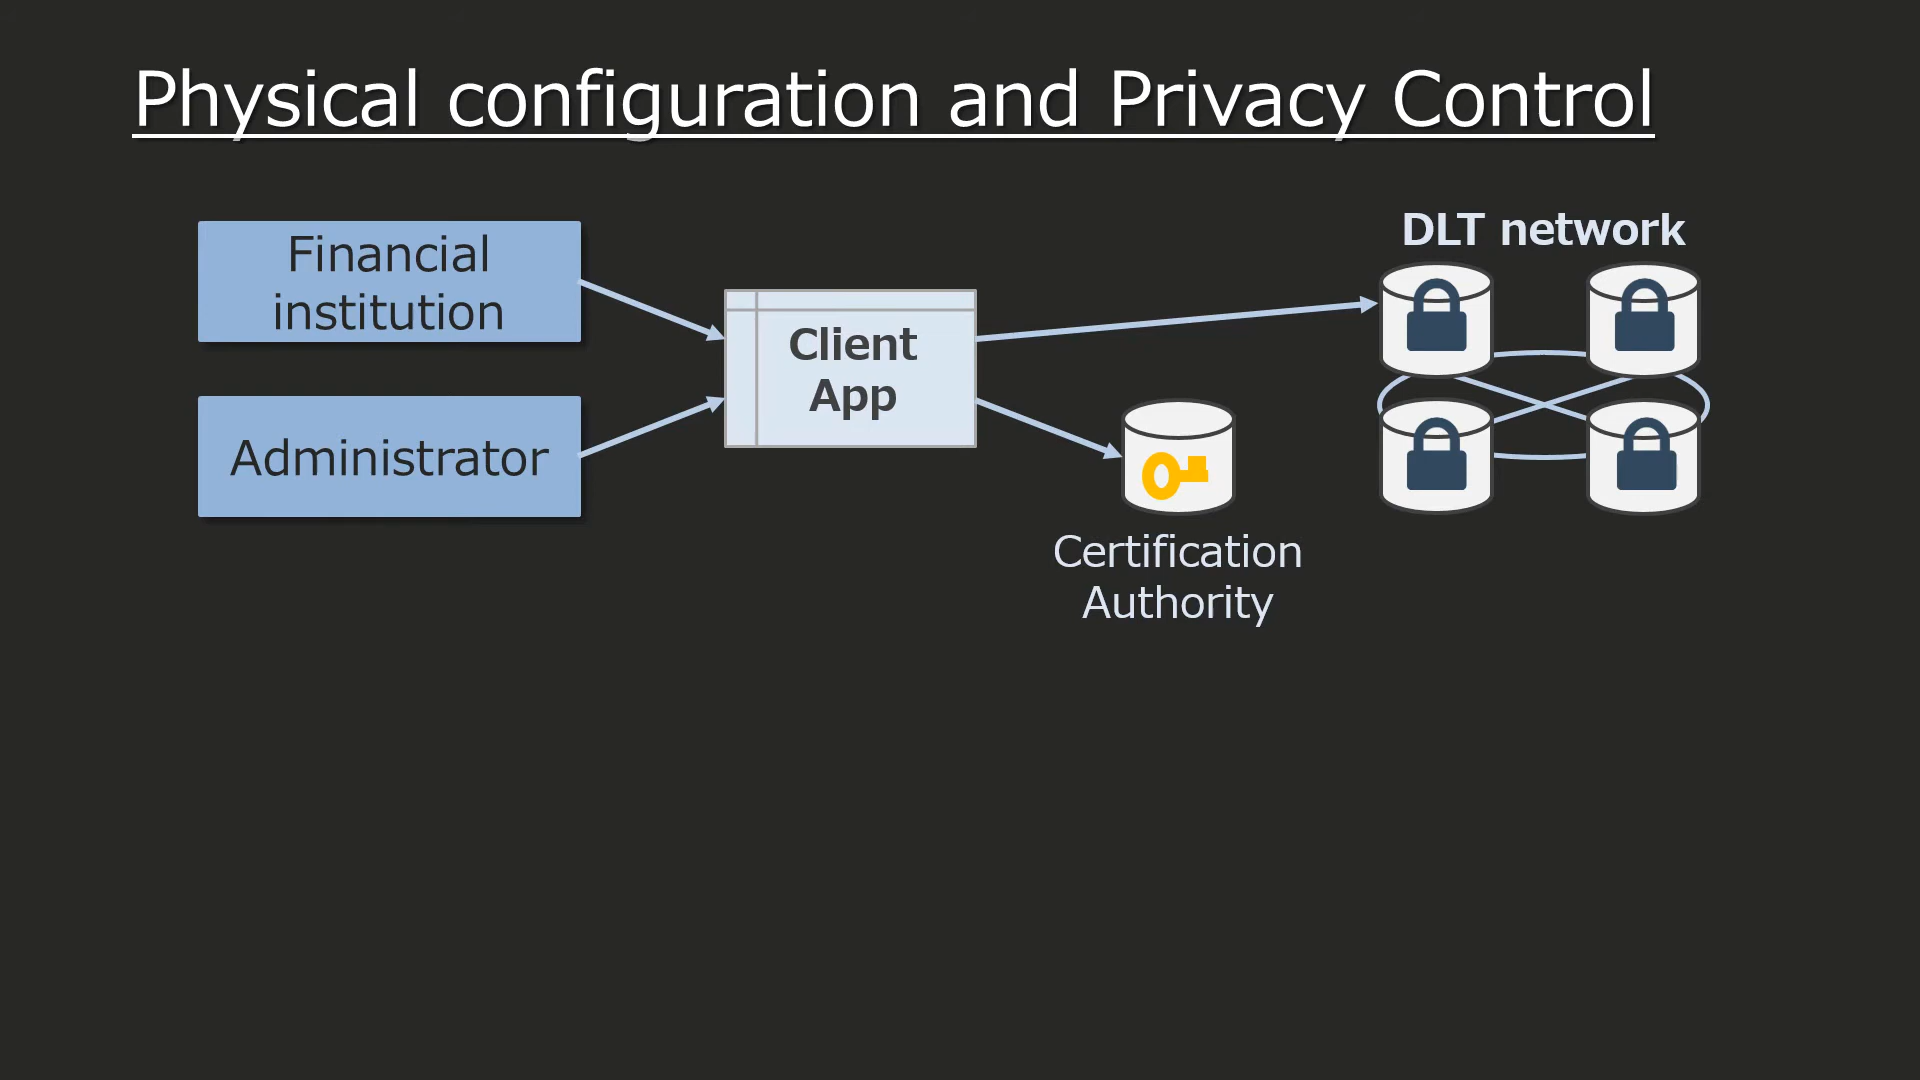 Physical configuration and Privacy Control
Financial
institution
Administrator
Client
App
DLT network
Certification
Authority